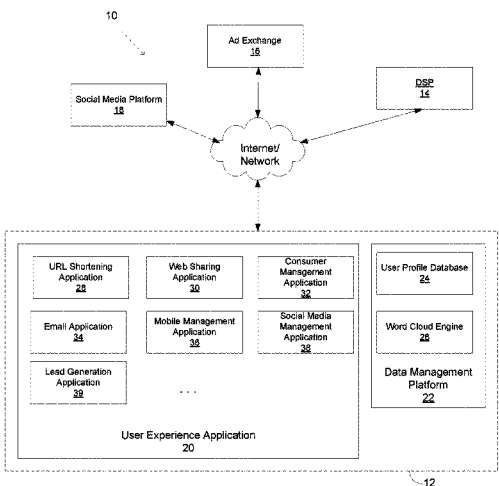 10
Ad Exchange
16
DSP
14
Social Media Platform
18
Internet/
Network
URL Shortening
Application
28
Web Sharing
Application
30
Consumer
Management
Application
32
User Profile Database
24
Email Application
34
Mobile Management
Application
36
Social Media
Management
Application
38
Word Cloud Engine
26
Lead Generation
Application
39
. . .
Data Management
Platform
22
User Experience Application
20
12